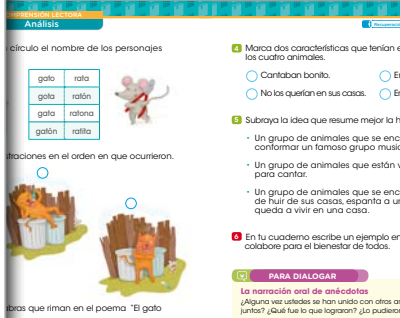 COMPRENSIÓN LECTORA
Análisis
círculo el nombre de los personajes
gato rata
gota ratón
gata ratona
gatón ratita
straciones en el orden en que ocurrieron.
abras que riman en el poema "El gato
Recuperació
4 Marca dos características que tenían e
los cuatro animales.
Cantaban bonito.
No los querían en sus casas.
5 Subraya la idea que resume mejor la h
• Un grupo de animales que se enc
conformar un famoso grupo music
• Un grupo de animales que están v
para cantar.
• Un grupo de animales que se enc
de huir de sus casas, espanta a un
queda a vivir en una casa.
6 En tu cuaderno escribe un ejemplo en
colabore para el bienestar de todos.
PARA DIALOGAR
La narración oral de anécdotas
¿Alguna vez ustedes se han unido con otros an
juntos? ¿Qué fue lo que lograron? ¿Lo pudieron